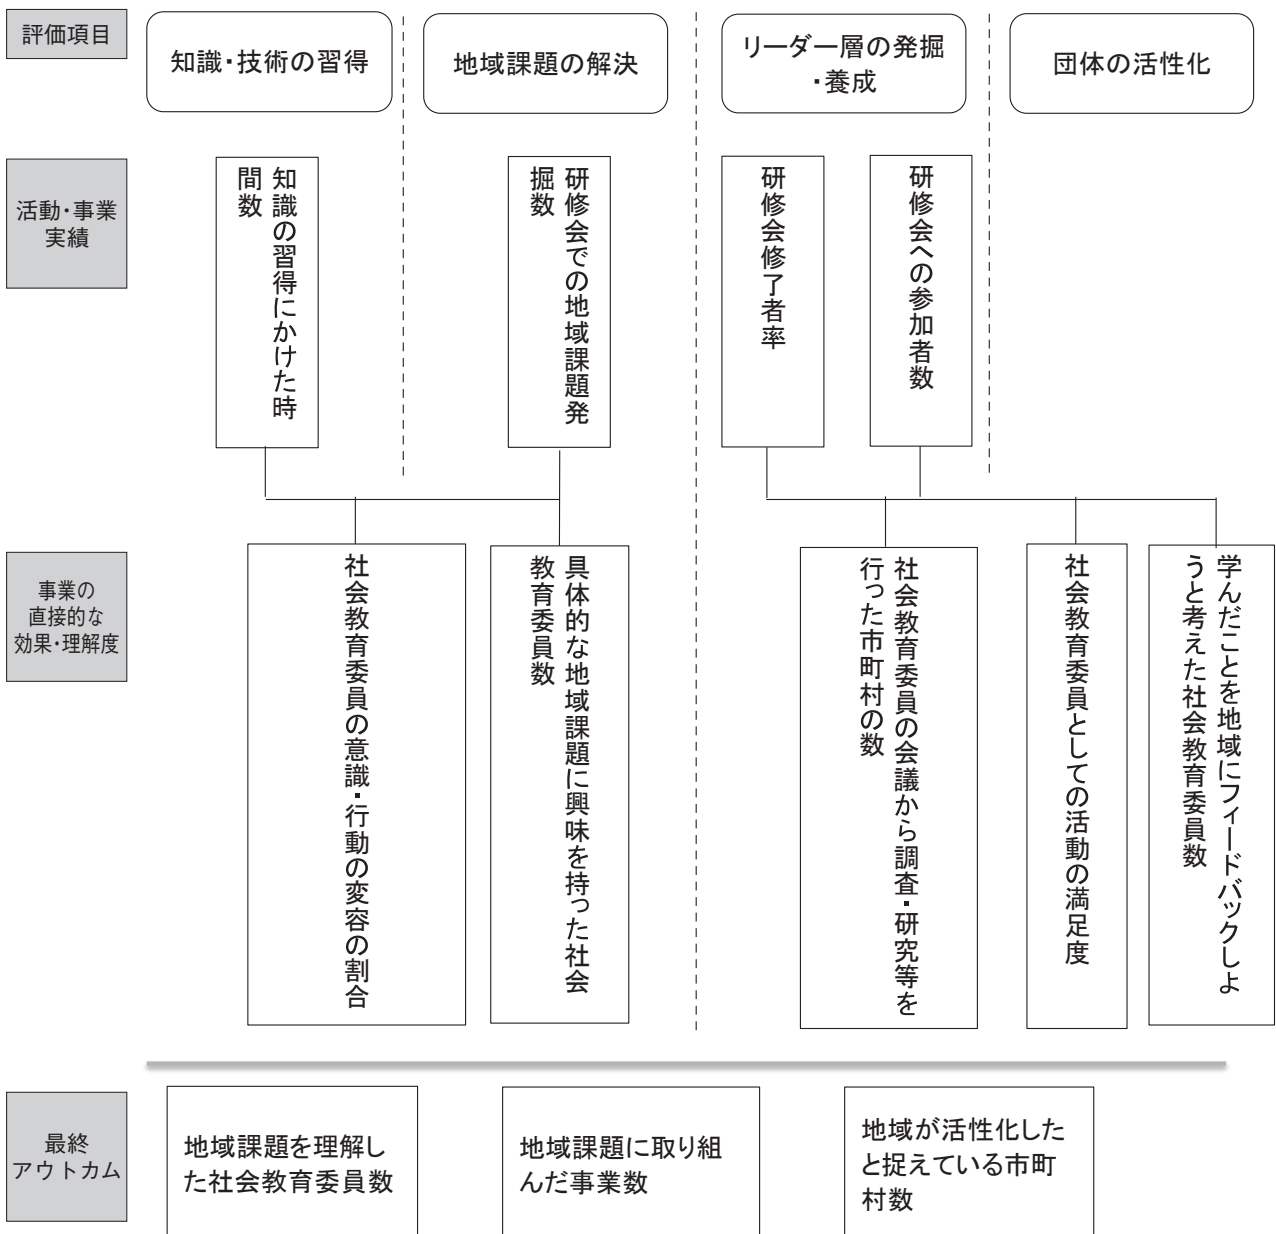 評価項目
知識・技術の習得
地域課題の解決
リーダー層の発掘
・養成
団体の活性化
活動・事業
実績
知識の習得にかけた時
間数
研修会での地域課題発
掘数
研修会修了者率
研修会への参加者数
事業の
直接的な
効果・理解度
社会教育委員の意識・行動の変容の割合
具体的な地域課題に興味を持った社会
教育委員数
社会教育委員の会議から調査・研究等を
行った市町村の数
社会教育委員としての活動の満足度
学んだことを地域にフィードバックしよ
うと考えた社会教育委員数
最終
アウトカム
地域課題を理解し
た社会教育委員数
地域課題に取り組
んだ事業数
地域が活性化した
と捉えている市町
村数